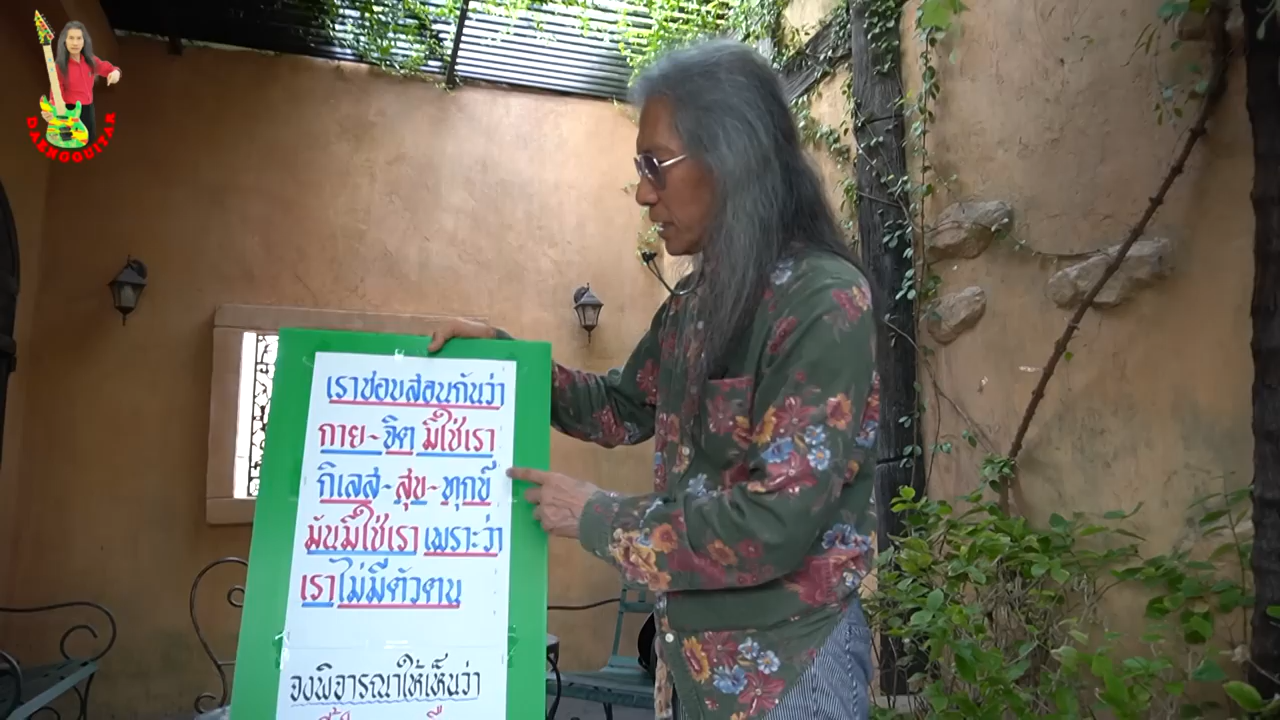 DAENGGUITAR
เราชอบสอนกันว่า
กาย-จิต มิใช่เรา
กิเลส-สุข-ทุกข์
มันมิใช่เรา เพราะว่า
เราไม่มีตัวตน
จงพิจารณาให้เห็นว่า